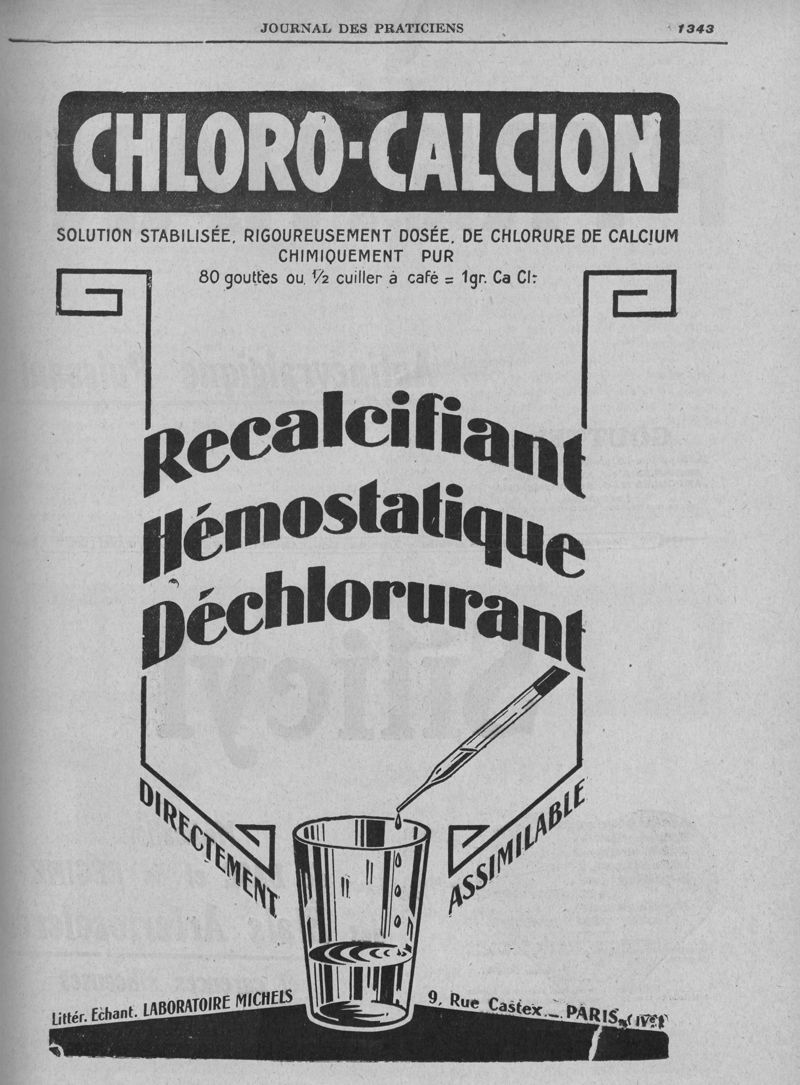 JOURNAL DES PRATICIENS 1343
CHLORO-CALCION
SOLUTION STABILISÉE, RIGOUREUSEMENT DOSÉE, DE CHLORURE DE CALCIUM
CHIMIQUEMENT PUR
80 gouttes ou 1/2 cuiller à café = 1gr. Ca Cl²
Recalcifiant
Hémostatique
Déchlorurant
DIRECTEMENT ASSIMILABLE
Littér. Echant. LABORATOIRE MICHELS 9, Rue Castex _ PARIS (IVe)